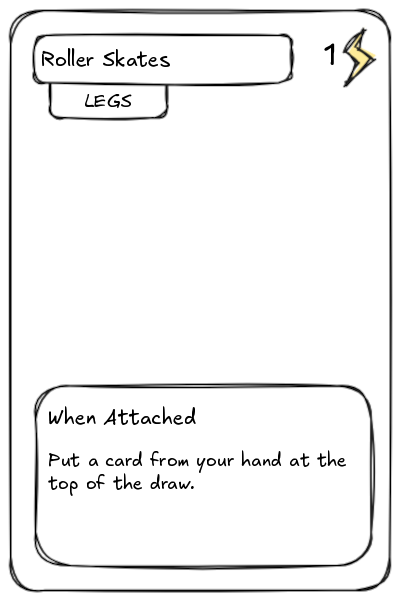 Roller Skates
1
LEGS
When Attached
Put a card from your hand at the
top of the draw.